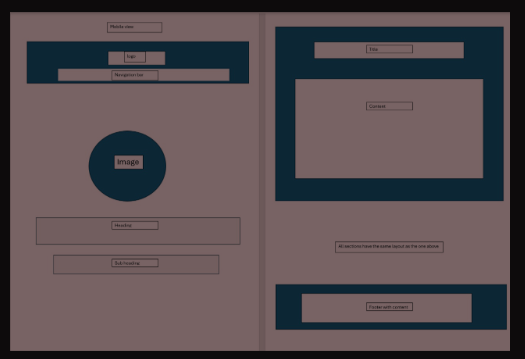 Mobile view
logo
Navigation bar
Image
Heading
Sub heading
Title
Content
All sections have the same layout as the one above
Footer with content